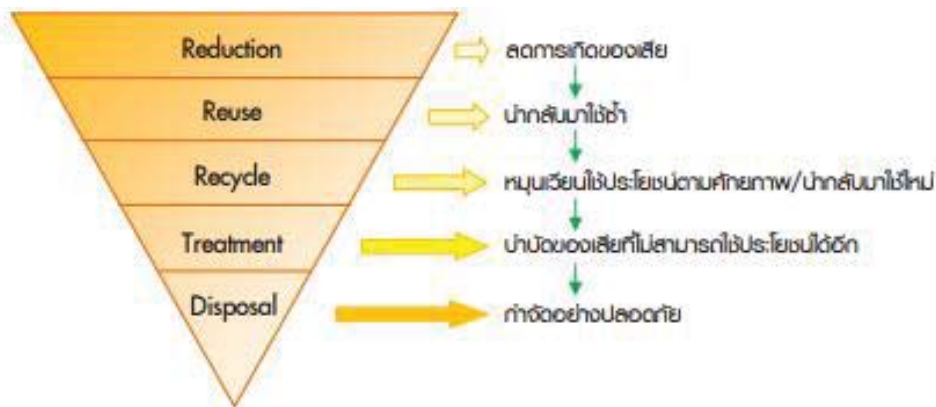 Reduction ลดการเกิดของเสีย
Reuse นำกลับมาใช้ซ้ำ
Recycle หมุนเวียนใช้ประโยชน์ตามศักยภาพ/นำกลับมาใช้ใหม่
Treatment บำบัดของเสียที่ไม่สามารถใช้ประโยชน์ได้อีก
Disposal กำจัดอย่างปลอดภัย